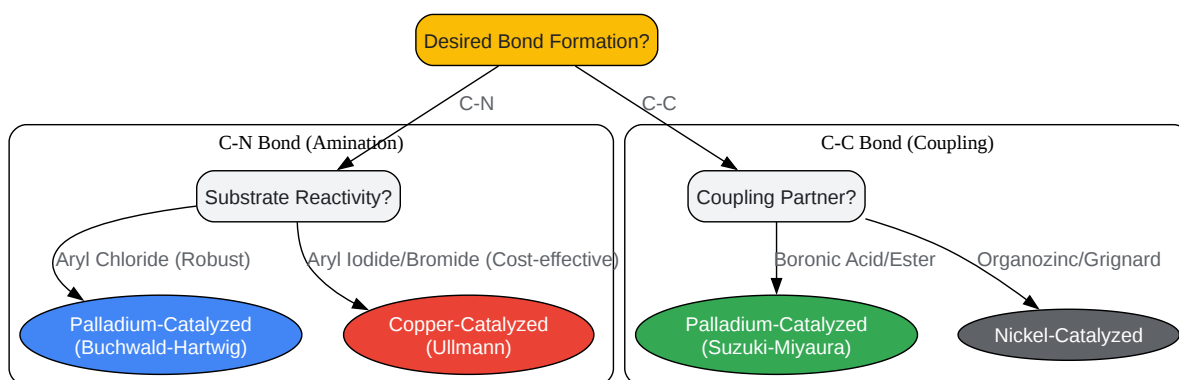 Desired Bond Formation?
C-N
C-C
C-N Bond (Amination)
C-C Bond (Coupling)
Substrate Reactivity?
Coupling Partner?
Aryl Chloride (Robust)
Aryl Iodide/Bromide (Cost-effective)
Boronic Acid/Ester
Organozinc/Grignard
Palladium-Catalyzed
(Buchwald-Hartwig)
Copper-Catalyzed
(Ullmann)
Palladium-Catalyzed
(Suzuki-Miyaura)
Nickel-Catalyzed